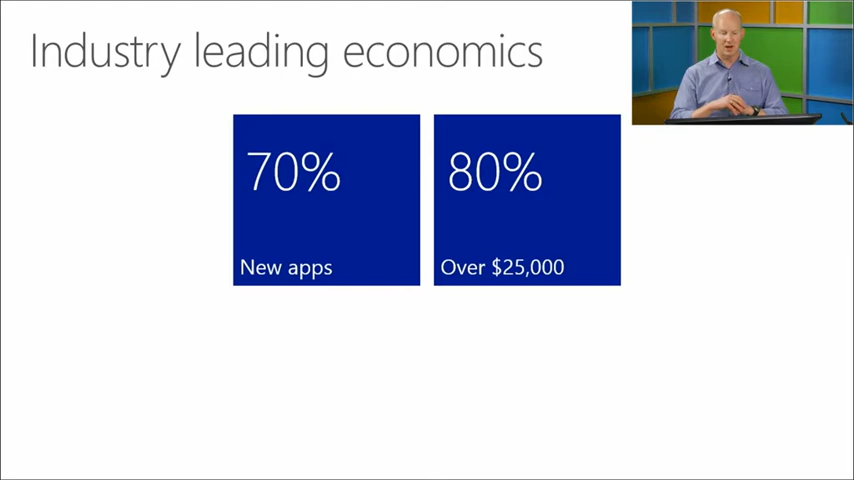 Industry leading economics
70%
New apps
80%
Over $25,000